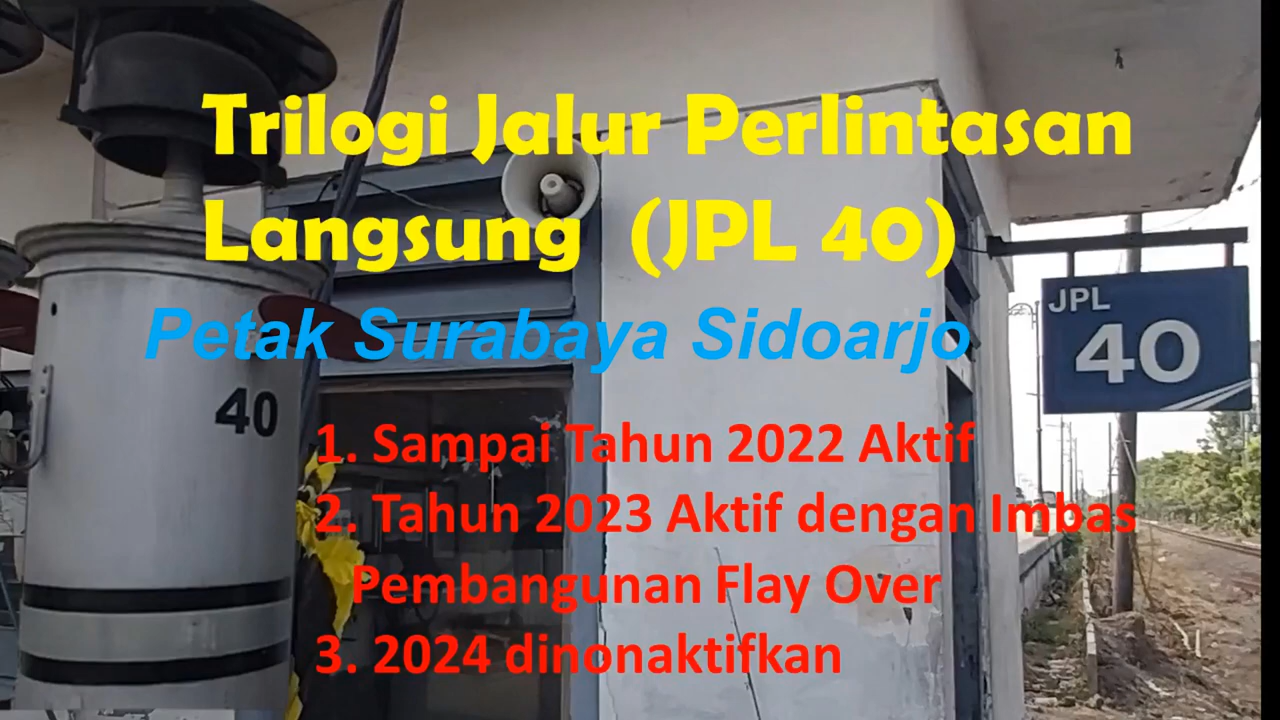 Trilogi Jalur Perlintasan
Langsung (JPL 40)
Petak Surabaya Sidoarjo
JPL
40
40
1. Sampai Tahun 2022 Aktif
2. Tahun 2023 Aktif dengan Imbas
Pembangunan Flay Over
3. 2024 dinonaktifkan